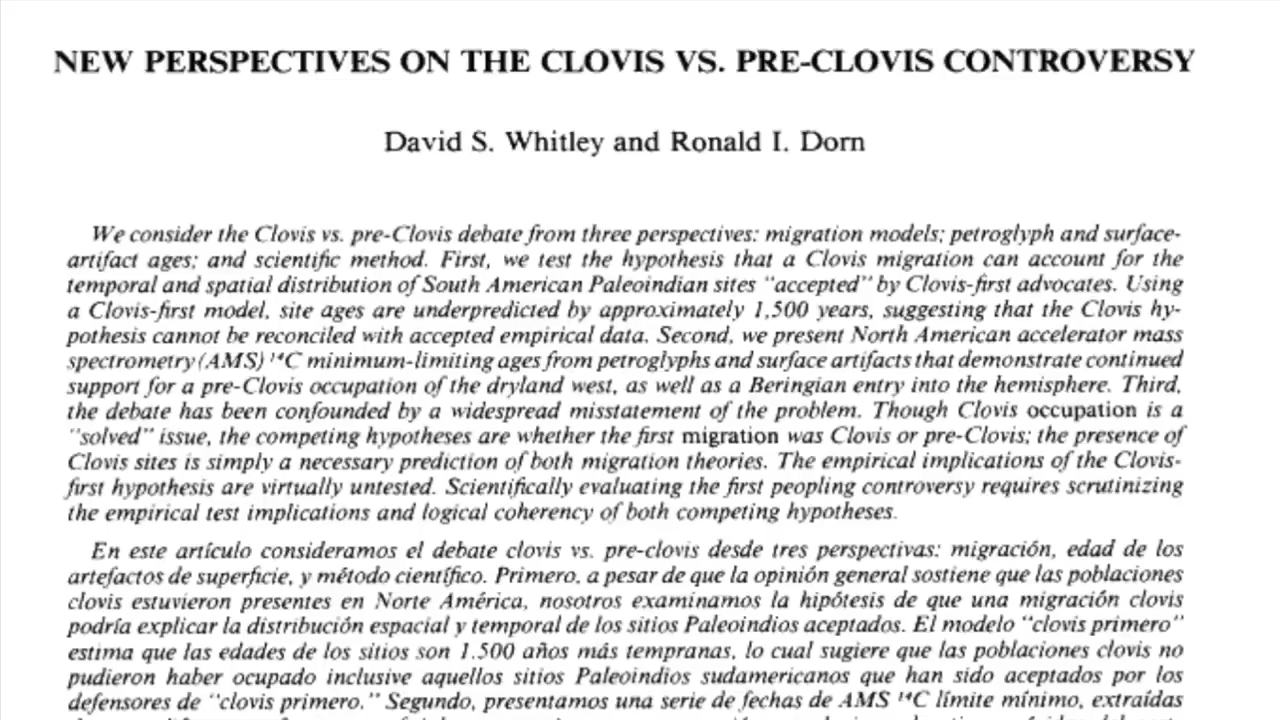 NEW PERSPECTIVES ON THE CLOVIS VS. PRE-CLOVIS CONTROVERSY
David S. Whitley and Ronald I. Dorn
We consider the Clovis vs. pre-Clovis debate from three perspectives: migration models; petroglyph and surface-
artifact ages; and scientific method. First, we test the hypothesis that a Clovis migration can account for the
temporal and spatial distribution of South American Paleoindian sites "accepted" by Clovis-first advocates. Using
a Clovis-first model, site ages are underpredicted by approximately 1,500 years, suggesting that the Clovis hy-
pothesis cannot be reconciled with accepted empirical data. Second, we present North American accelerator mass
spectrometry (AMS) ¹⁴C minimum-limiting ages from petroglyphs and surface artifacts that demonstrate continued
support for a pre-Clovis occupation of the dryland west, as well as a Beringian entry into the hemisphere. Third,
the debate has been confounded by a widespread misstatement of the problem. Though Clovis occupation is a
"solved" issue, the competing hypotheses are whether the first migration was Clovis or pre-Clovis; the presence of
Clovis sites is simply a necessary prediction of both migration theories. The empirical implications of the Clovis-
first hypothesis are virtually untested. Scientifically evaluating the first peopling controversy requires scrutinizing
the empirical test implications and logical coherency of both competing hypotheses.
En este artículo consideramos el debate clovis vs. pre-clovis desde tres perspectivas: migración, edad de los
artefactos de superficie, y método científico. Primero, a pesar de que la opinión general sostiene que las poblaciones
clovis estuvieron presentes en Norte América, nosotros examinamos la hipótesis de que una migración clovis
podría explicar la distribución espacial y temporal de los sitios Paleoindios aceptados. El modelo "clovis primero"
estima que las edades de los sitios son 1.500 años más tempranas, lo cual sugiere que las poblaciones clovis no
pudieron haber ocupado inclusive aquellos sitios Paleoindios sudamericanos que han sido aceptados por los
defensores de "clovis primero." Segundo, presentamos una serie de fechas de AMS ¹⁴C límite mínimo, extraídas